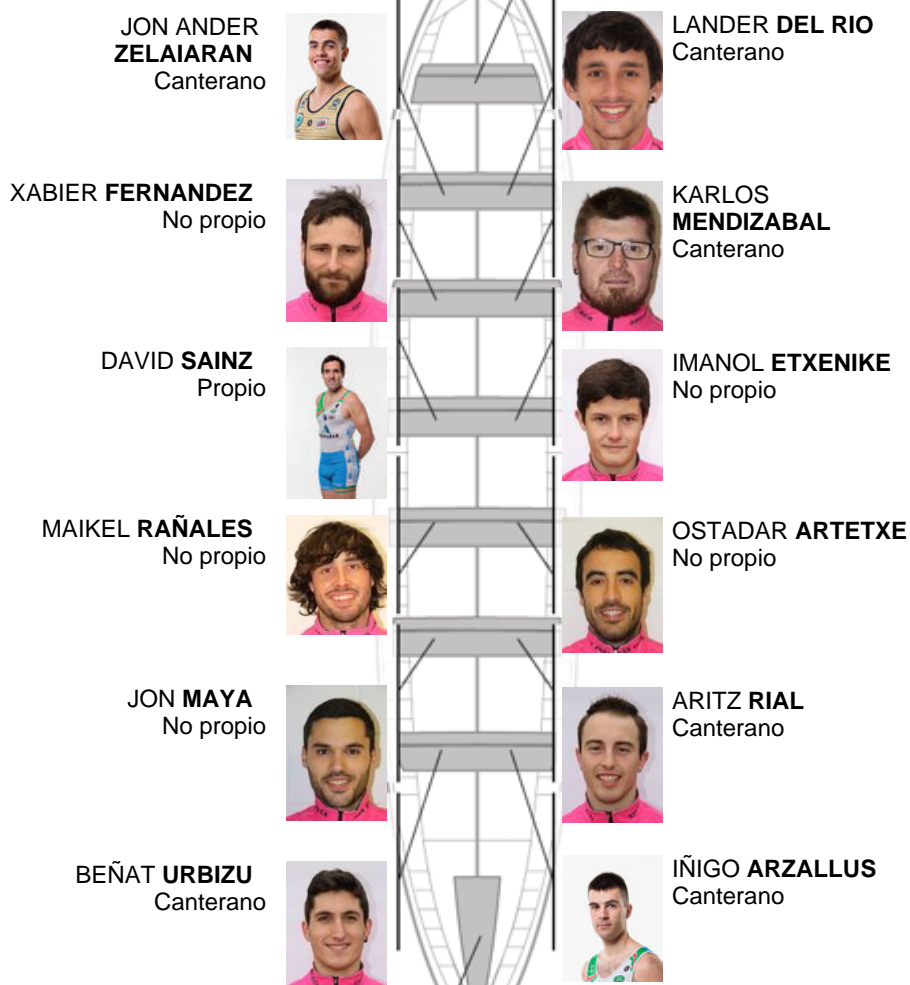 JON ANDER
ZELAIARAN
Canterano
LANDER DEL RIO
Canterano
XABIER FERNANDEZ
No propio
KARLOS
MENDIZABAL
Canterano
DAVID SAINZ
Propio
IMANOL ETXENIKE
No propio
MAIKEL RAÑALES
No propio
OSTADAR ARTETXE
No propio
JON MAYA
No propio
ARITZ RIAL
Canterano
BEÑAT URBIZU
Canterano
IÑIGO ARZALLUS
Canterano